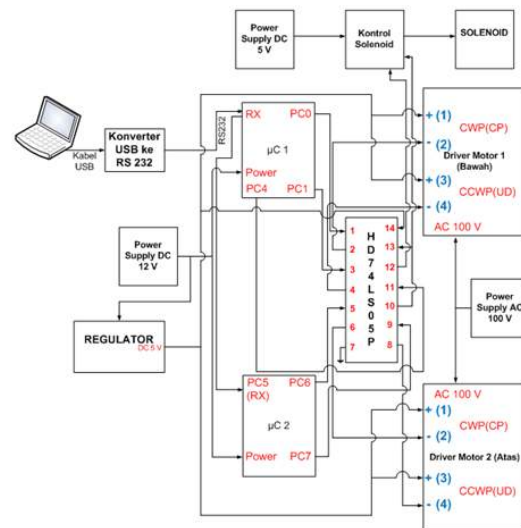 Power
Supply DC
5 V
Kontrol
Solenoid
SOLENOID
Kabel
USB
Konverter
USB ke
RS 232
RS232
RX
PC0
µC 1
Power
PC4
PC1
+ (1)
CWP(CP)
- (2)
Driver Motor 1
(Bawah)
+ (3)
CCWP(UD)
- (4)
AC 100 V
Power
Supply DC
12 V
REGULATOR
DC 5 V
HD74LS05P
1
2
3
4
5
6
7
14
13
12
11
10
9
8
Power
Supply AC
100 V
PC5
(RX)
PC6
µC 2
Power
PC7
AC 100 V
+ (1)
CWP(CP)
- (2)
Driver Motor 2 (Atas)
+ (3)
CCWP(UD)
- (4)